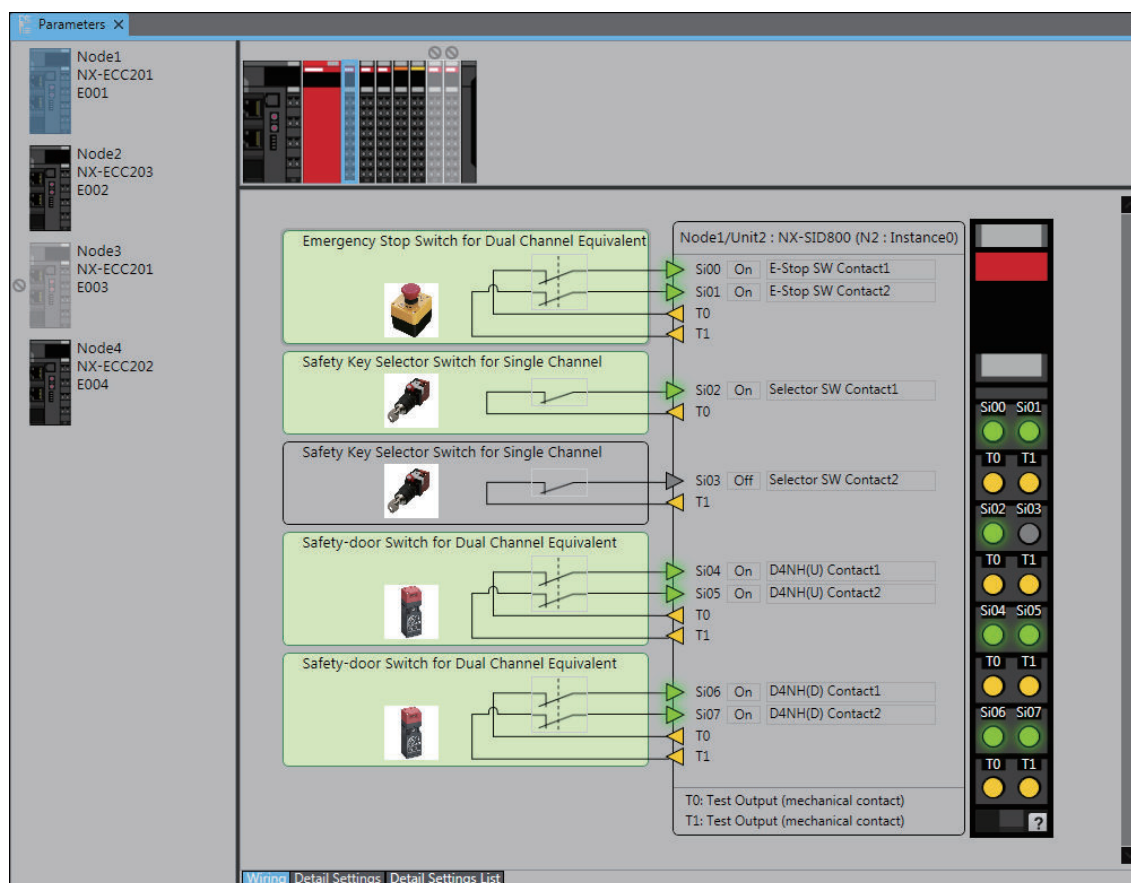 Parameters X
Node1
NX-ECC201
E001
Node2
NX-ECC203
E002
Node3
NX-ECC201
E003
Node4
NX-ECC202
E004
Emergency Stop Switch for Dual Channel Equivalent
Safety Key Selector Switch for Single Channel
Safety Key Selector Switch for Single Channel
Safety-door Switch for Dual Channel Equivalent
Safety-door Switch for Dual Channel Equivalent
Node1/Unit2 : NX-SID800 (N2 : Instance0)
Si00 On E-Stop SW Contact1
Si01 On E-Stop SW Contact2
T0
T1
Si02 On Selector SW Contact1
T0
Si03 Off Selector SW Contact2
T1
Si04 On D4NH(U) Contact1
Si05 On D4NH(U) Contact2
T0
T1
Si06 On D4NH(D) Contact1
Si07 On D4NH(D) Contact2
T0
T1
T0: Test Output (mechanical contact)
T1: Test Output (mechanical contact)
Si00 Si01
T0 T1
Si02 Si03
T0 T1
Si04 Si05
T0 T1
Si06 Si07
T0 T1
?
Wiring Detail Settings Detail Settings List